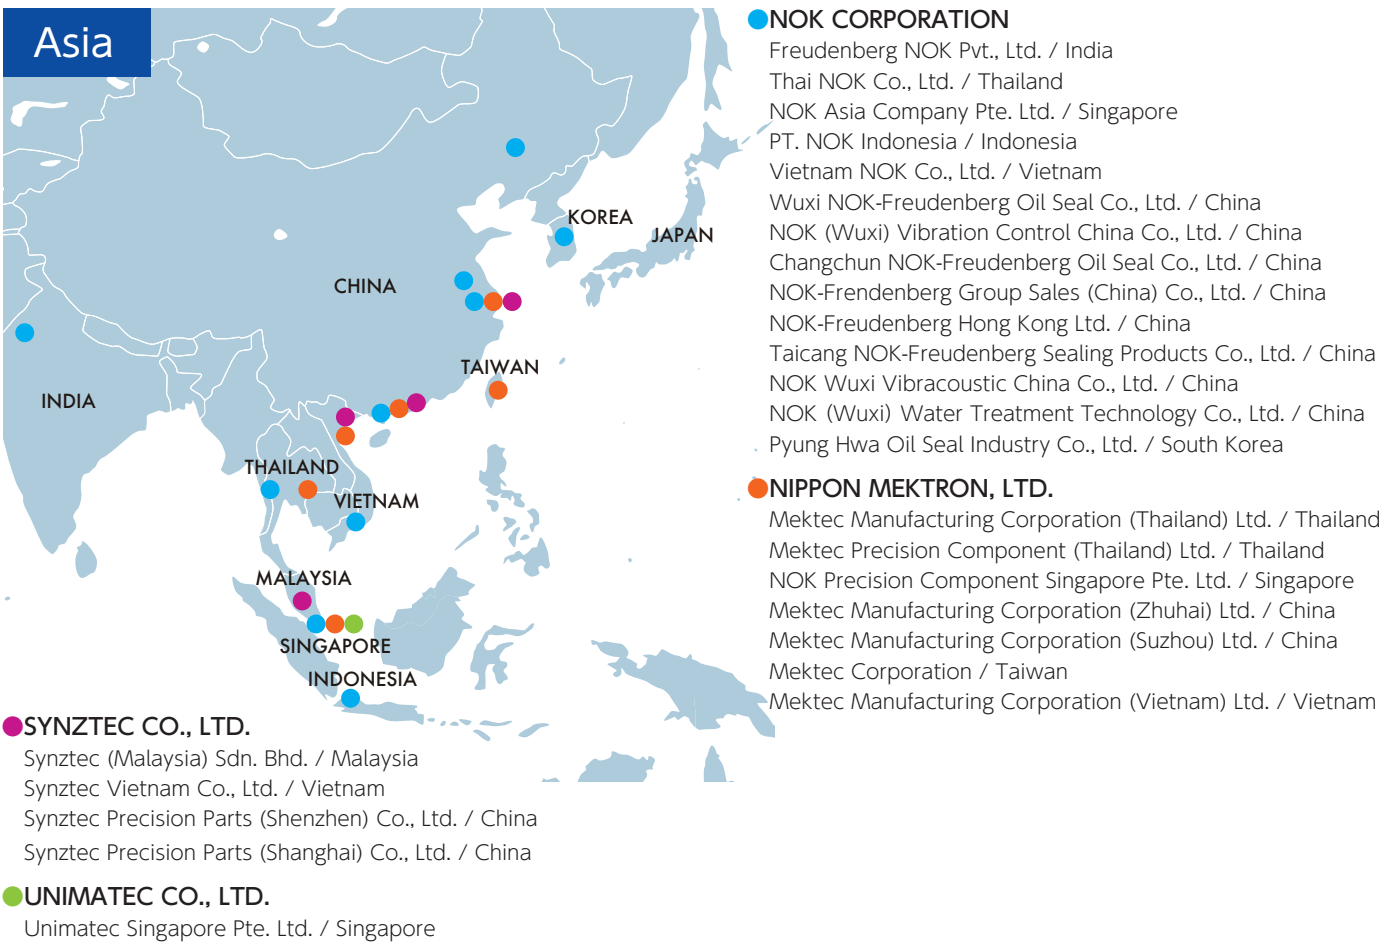 Asia
KOREA
JAPAN
CHINA
TAIWAN
INDIA
THAILAND
VIETNAM
MALAYSIA
SINGAPORE
INDONESIA
NOK CORPORATION
Freudenberg NOK Pvt., Ltd. / India
Thai NOK Co., Ltd. / Thailand
NOK Asia Company Pte. Ltd. / Singapore
PT. NOK Indonesia / Indonesia
Vietnam NOK Co., Ltd. / Vietnam
Wuxi NOK-Freudenberg Oil Seal Co., Ltd. / China
NOK (Wuxi) Vibration Control China Co., Ltd. / China
Changchun NOK-Freudenberg Oil Seal Co., Ltd. / China
NOK-Frendenberg Group Sales (China) Co., Ltd. / China
NOK-Freudenberg Hong Kong Ltd. / China
Taicang NOK-Freudenberg Sealing Products Co., Ltd. / China
NOK Wuxi Vibracoustic China Co., Ltd. / China
NOK (Wuxi) Water Treatment Technology Co., Ltd. / China
Pyung Hwa Oil Seal Industry Co., Ltd. / South Korea
NIPPON MEKTRON, LTD.
Mektec Manufacturing Corporation (Thailand) Ltd. / Thailand
Mektec Precision Component (Thailand) Ltd. / Thailand
NOK Precision Component Singapore Pte. Ltd. / Singapore
Mektec Manufacturing Corporation (Zhuhai) Ltd. / China
Mektec Manufacturing Corporation (Suzhou) Ltd. / China
Mektec Corporation / Taiwan
Mektec Manufacturing Corporation (Vietnam) Ltd. / Vietnam
SYNZTEC CO., LTD.
Synztec (Malaysia) Sdn. Bhd. / Malaysia
Synztec Vietnam Co., Ltd. / Vietnam
Synztec Precision Parts (Shenzhen) Co., Ltd. / China
Synztec Precision Parts (Shanghai) Co., Ltd. / China
UNIMATEC CO., LTD.
Unimatec Singapore Pte. Ltd. / Singapore